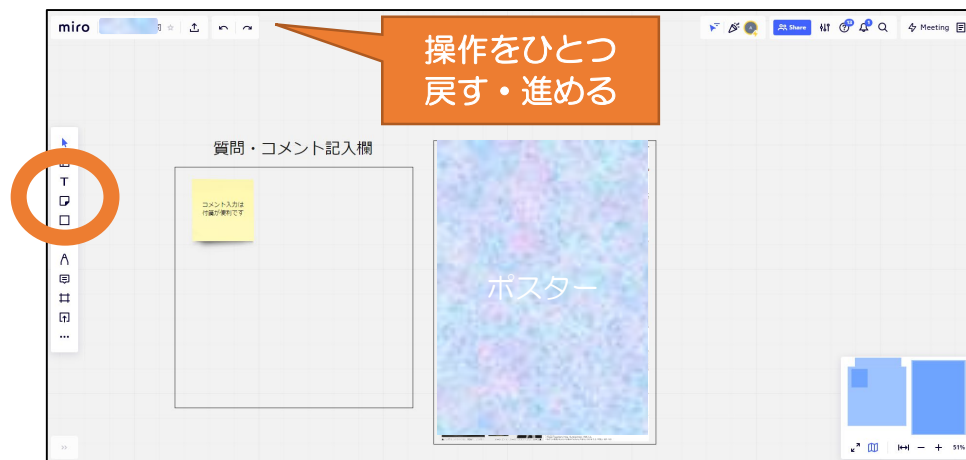 miro
操作をひとつ
戻す・進める
Share
Meeting
質問・コメント記入欄
コメント入力は
付箋が便利です
ポスター
51%